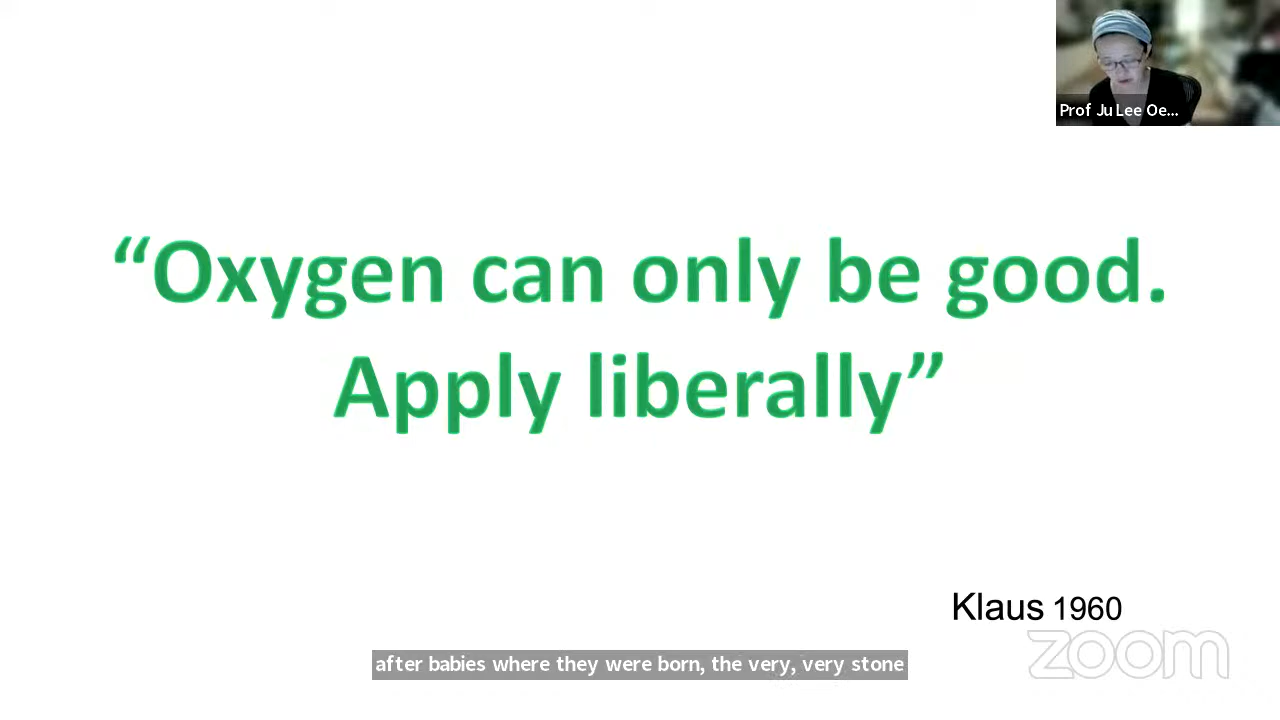 Prof Ju Lee Oe...
“Oxygen can only be good.
Apply liberally”
Klaus 1960
zoom
after babies where they were born, the very, very stone